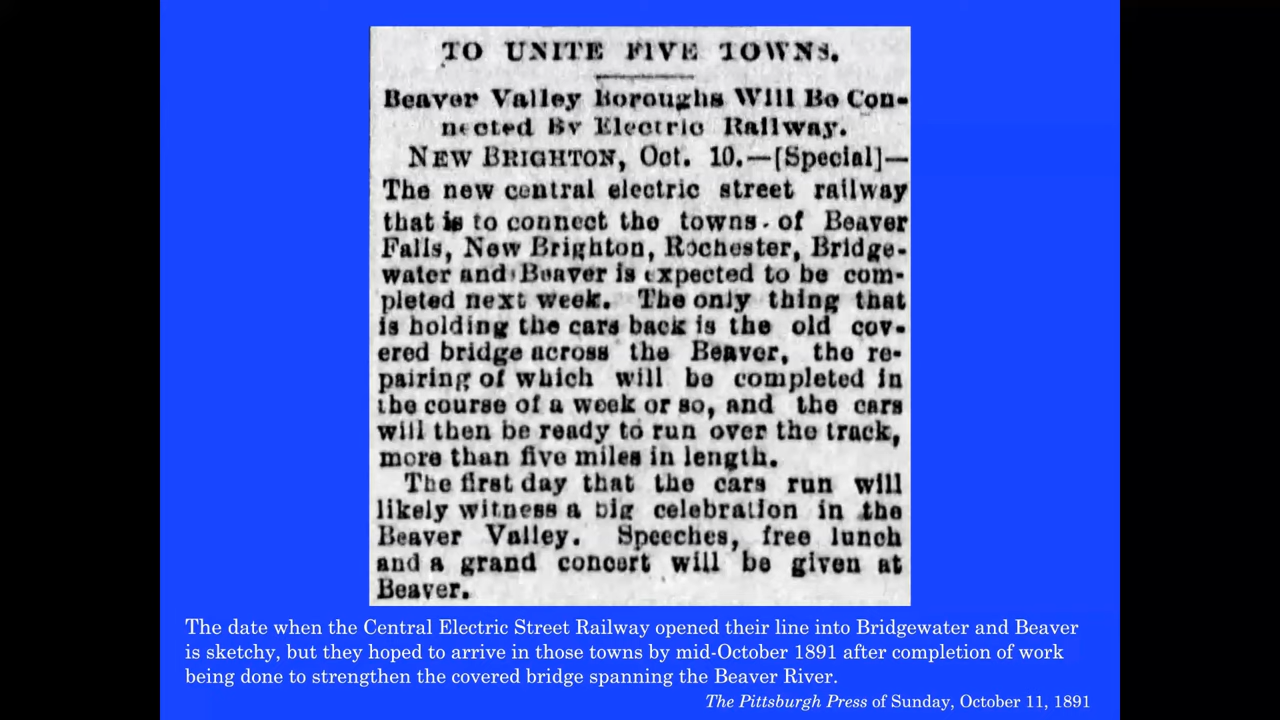 TO UNITE FIVE TOWNS.
Beaver Valley Boroughs Will Be Con-
nected By Electric Railway.
NEW BRIGHTON, Oct. 10.—[Special]—
The new central electric street railway
that is to connect the towns of Beaver
Falls, New Brighton, Rochester, Bridge-
water and Beaver is expected to be com-
pleted next week. The only thing that
is holding the cars back is the old cov-
ered bridge across the Beaver, the re-
pairing of which will be completed in
the course of a week or so, and the cars
will then be ready to run over the track,
more than five miles in length.
The first day that the cars run will
likely witness a big celebration in the
Beaver Valley. Speeches, free lunch
and a grand concert will be given at
Beaver.
The date when the Central Electric Street Railway opened their line into Bridgewater and Beaver
is sketchy, but they hoped to arrive in those towns by mid-October 1891 after completion of work
being done to strengthen the covered bridge spanning the Beaver River.
The Pittsburgh Press of Sunday, October 11, 1891